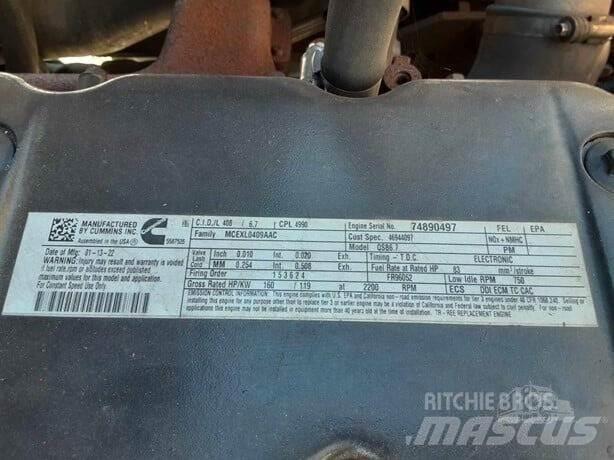 MANUFACTURED BY CUMMINS INC.
Assembled in the USA
5567535
Date of Mfg: 01-13-22
WARNING: Injury may result and warranty is voided if fuel rate, rpm or altitudes exceed published maximum values for this model and application.
For Constant Speed Use Only
C.I.D./L 408 / 6.7 CPL 4990
Family MCEXL0409AAC
Engine Serial No. 74890497
Cust Spec. 46944097
Model QSB6.7
FEL EPA
NOx + NMHC
PM
Valve Lash Cold Inch 0.010 Int. 0.020 Exh.
MM 0.254 Int. 0.508 Exh.
Timing - T.D.C. ELECTRONIC
Firing Order 1 5 3 6 2 4
Fuel Rate at Rated HP 83 mm³/stroke
FR96052
Low Idle RPM 750
Gross Rated HP/KW 160 / 119 at 2200 RPM
ECS DDI ECM TC CAC
TR - REE REPLACEMENT ENGINE
RITCHIE BROS.
MASCUS